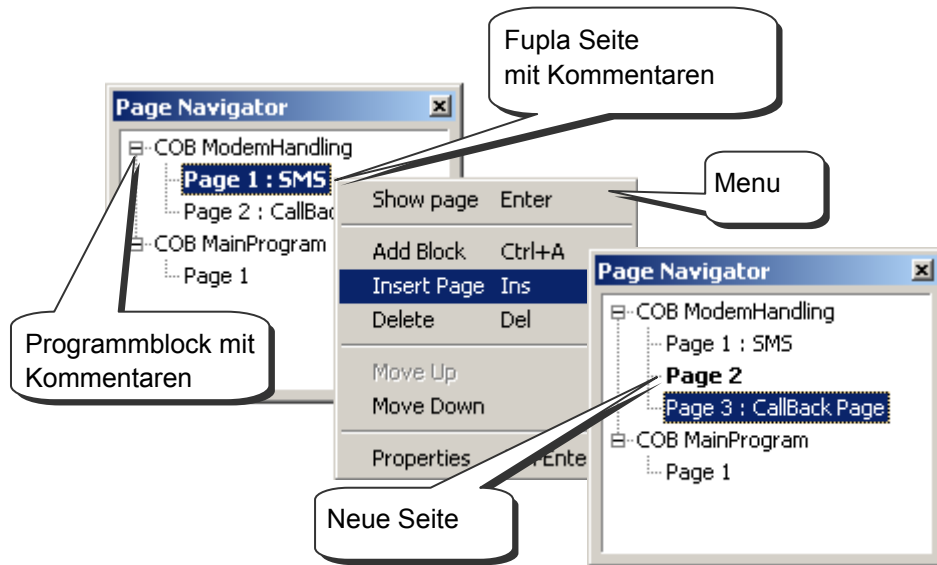 Fupla Seite
mit Kommentaren
Page Navigator
COB ModemHandling
Page 1 : SMS
Page 2 :
COB MainProgram
Page 1
Menu
Show page Enter
Add Block Ctrl+A
Insert Page Ins
Delete Del
Move Up
Move Down
Properties
Programmblock mit
Kommentaren
Page Navigator
COB ModemHandling
Page 1 : SMS
Page 2
Page 3 : CallBack Page
COB MainProgram
Page 1
Neue Seite